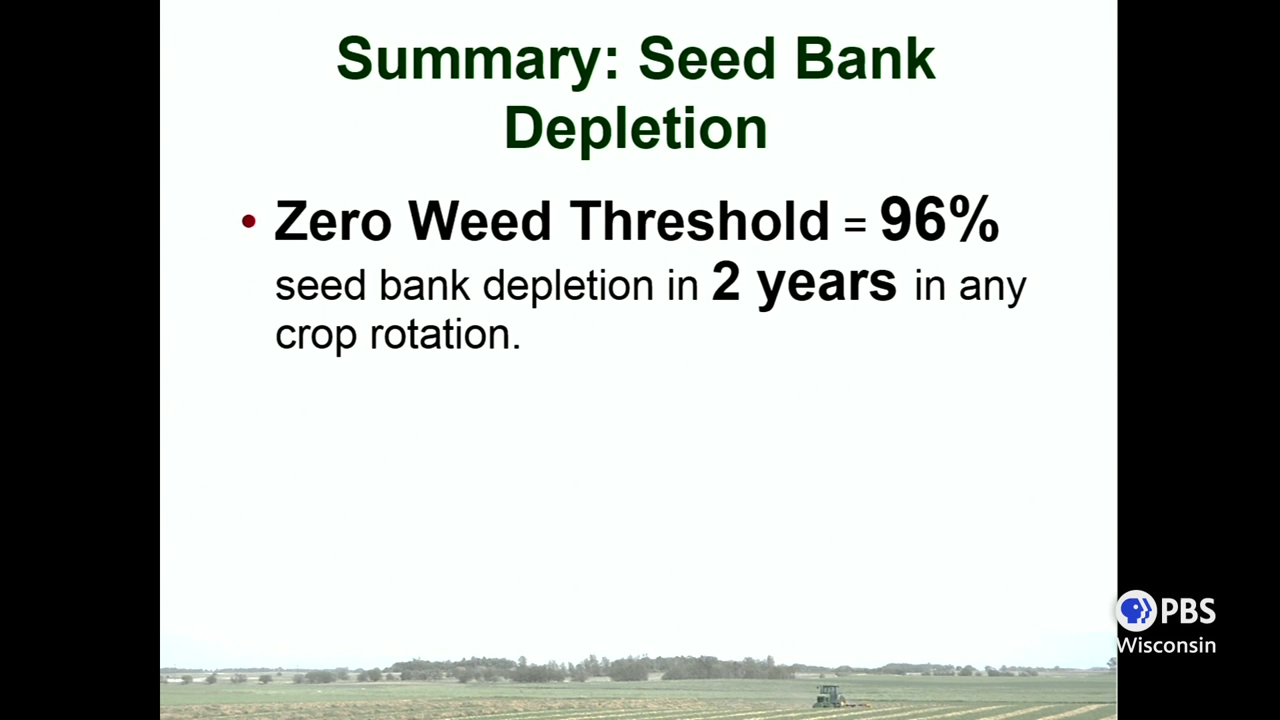 Summary: Seed Bank
Depletion
• Zero Weed Threshold = 96%
seed bank depletion in 2 years in any
crop rotation.
PBS
Wisconsin